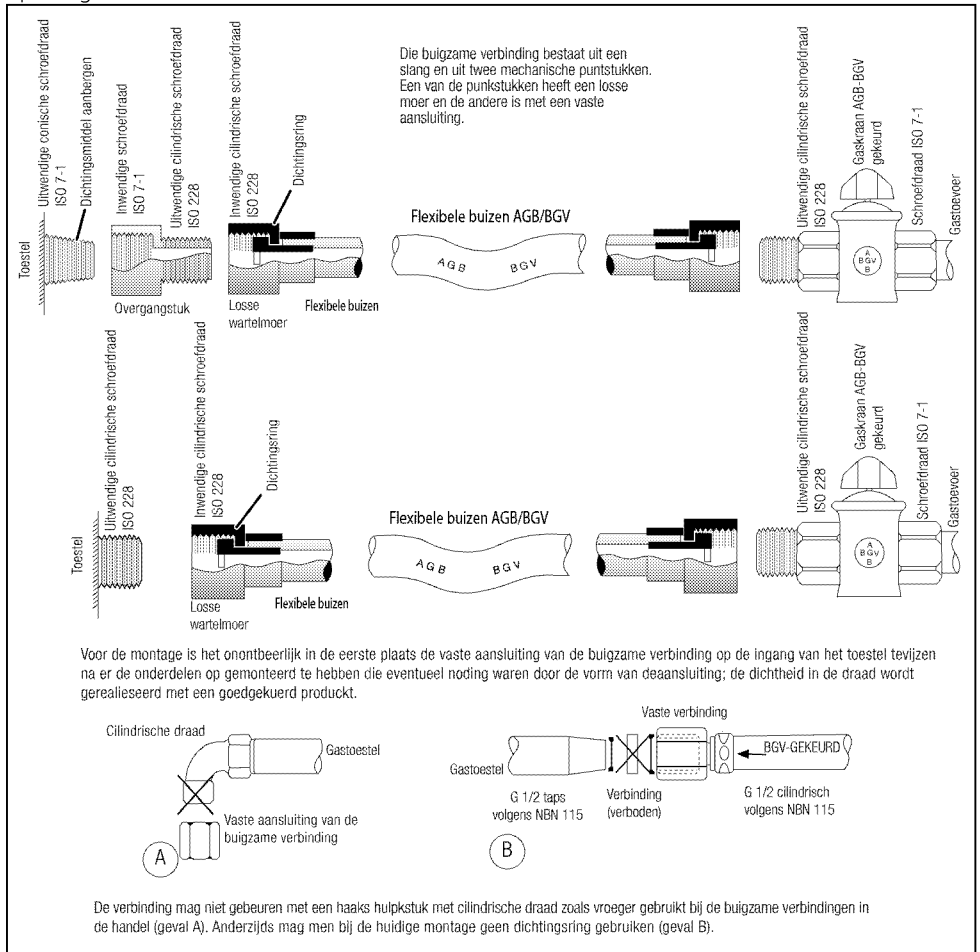 Die buigzame verbinding bestaat uit een
slang en uit twee mechanische puntstukken.
Een van de punkstukken heeft een losse
moer en de andere is met een vaste
aansluiting.
Toestel
Uitwendige conische schroefdraad
ISO 7-1
Dichtingsmiddel aanbergen
Inwendige schroefdraad
ISO 7-1
Uitwendige cilindrische schroefdraad
ISO 228
Inwendige cilindrische schroefdraad
ISO 228
Dichtingsring
Flexibele buizen AGB/BGV
AGB BGV
Uitwendige cilindrische schroefdraad
ISO 228
Gaskraan AGB-BGV
gekeurd
Schroefdraad ISO 7-1
Gastoevoer
A
BGV
B
Overgangstuk
Losse
wartelmoer
Flexibele buizen
Toestel
Uitwendige cilindrische schroefdraad
ISO 228
Inwendige cilindrische schroefdraad
ISO 228
Dichtingsring
Flexibele buizen AGB/BGV
AGB BGV
Uitwendige cilindrische schroefdraad
ISO 228
Gaskraan AGB-BGV
gekeurd
Schroefdraad ISO 7-1
Gastoevoer
A
BGV
B
Losse
wartelmoer
Flexibele buizen
Voor de montage is het onontbeerlijk in de eerste plaats de vaste aansluiting van de buigzame verbinding op de ingang van het toestel tevijzen
na er de onderdelen op gemonteerd te hebben die eventueel noding waren door de vorm van deaansluiting; de dichtheid in de draad wordt
gerealieseerd met een goedgekuerd produckt.
Cilindrische draad
Gastoestel
Vaste aansluiting van de
buigzame verbinding
A
Vaste verbinding
BGV-GEKEURD
Gastoestel
G 1/2 taps
volgens NBN 115
Verbinding
(verboden)
G 1/2 cilindrisch
volgens NBN 115
B
De verbinding mag niet gebeuren met een haaks hulpkstuk met cilindrische draad zoals vroeger gebruikt bij de buigzame verbindingen in
de handel (geval A). Anderzijds mag men bij de huidige montage geen dichtingsring gebruiken (geval B).